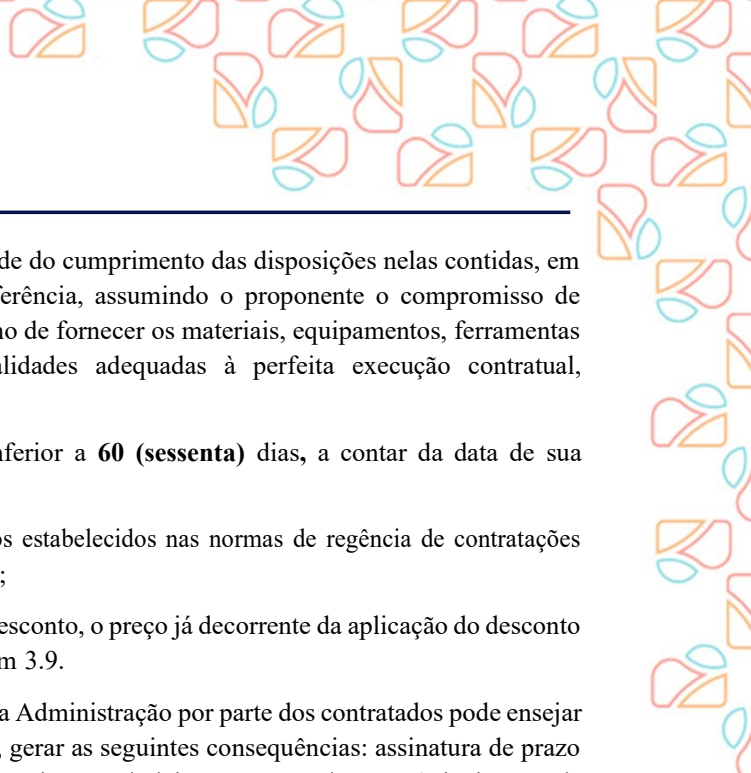 de do cumprimento das disposições nelas contidas, em
ferência, assumindo o proponente o compromisso de
no de fornecer os materiais, equipamentos, ferramentas
alidades adequadas à perfeita execução contratual,
nferior a 60 (sessenta) dias, a contar da data de sua
os estabelecidos nas normas de regência de contratações
;
esconto, o preço já decorrente da aplicação do desconto
m 3.9.
a Administração por parte dos contratados pode ensejar
, gerar as seguintes consequências: assinatura de prazo